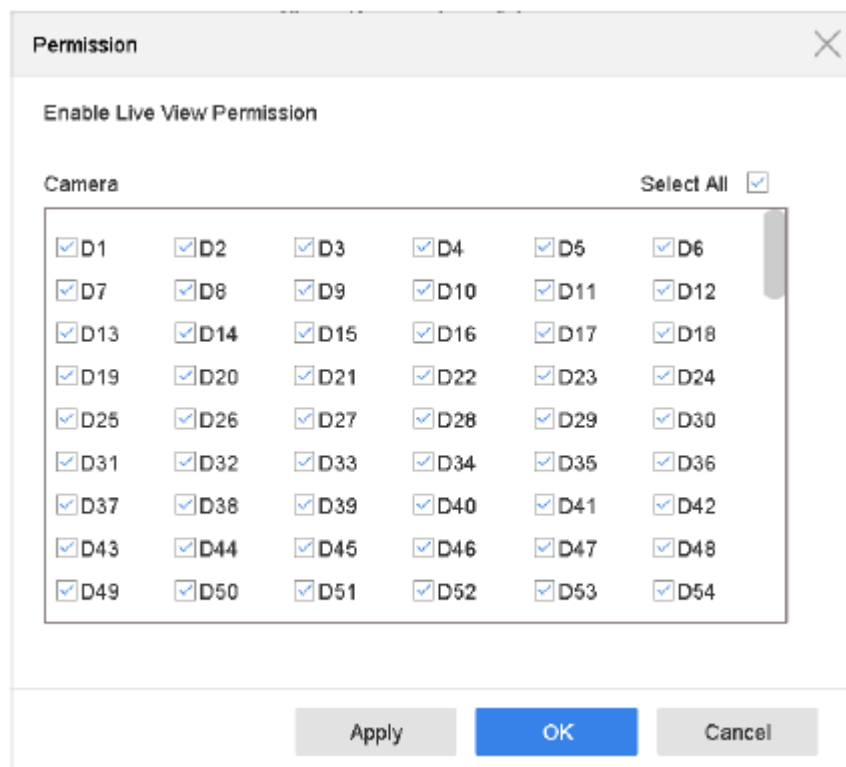 Permission
Enable Live View Permission
Camera Select All
D1 D2 D3 D4 D5 D6
D7 D8 D9 D10 D11 D12
D13 D14 D15 D16 D17 D18
D19 D20 D21 D22 D23 D24
D25 D26 D27 D28 D29 D30
D31 D32 D33 D34 D35 D36
D37 D38 D39 D40 D41 D42
D43 D44 D45 D46 D47 D48
D49 D50 D51 D52 D53 D54
Apply OK Cancel